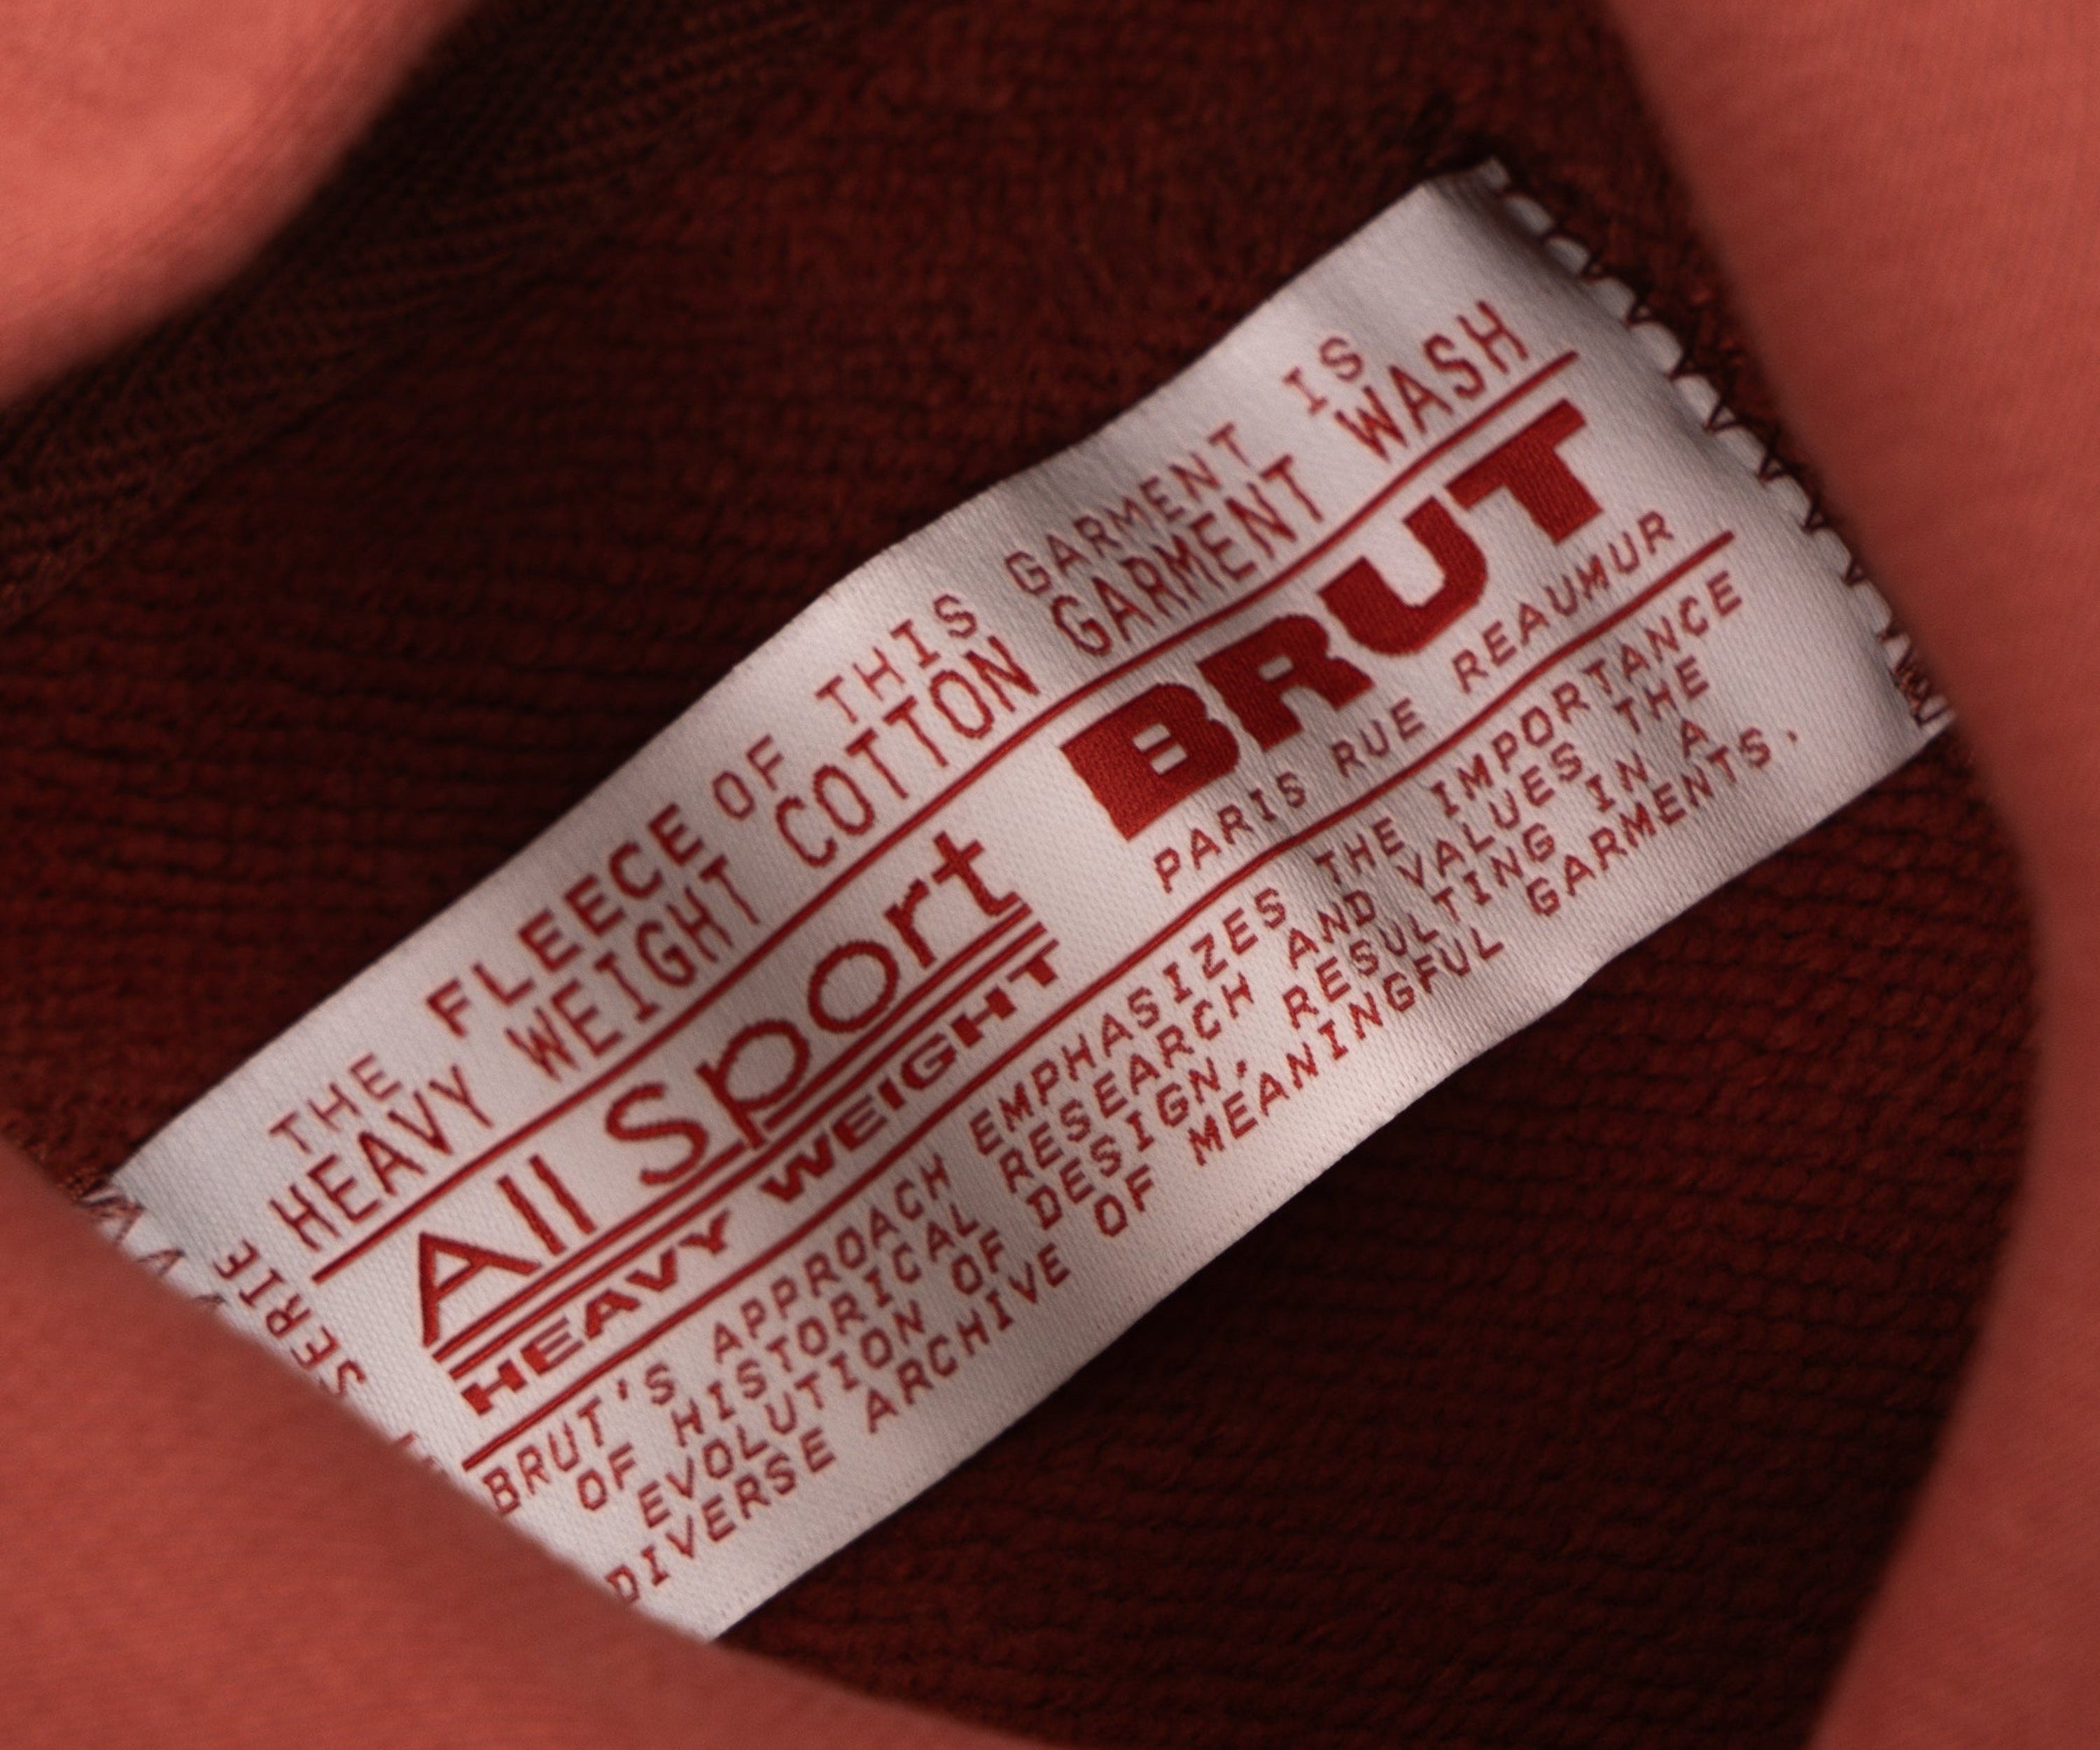 THE FLEECE OF THIS GARMENT IS
HEAVY WEIGHT COTTON GARMENT WASH
All Sport
HEAVY WEIGHT
BRUT
PARIS RUE REAUMUR
BRUT'S APPROACH EMPHASIZES THE IMPORTANCE
OF HISTORICAL RESEARCH AND VALUES THE
EVOLUTION OF DESIGN, RESULTING IN A
DIVERSE ARCHIVE OF MEANINGFUL GARMENTS.
SERIE